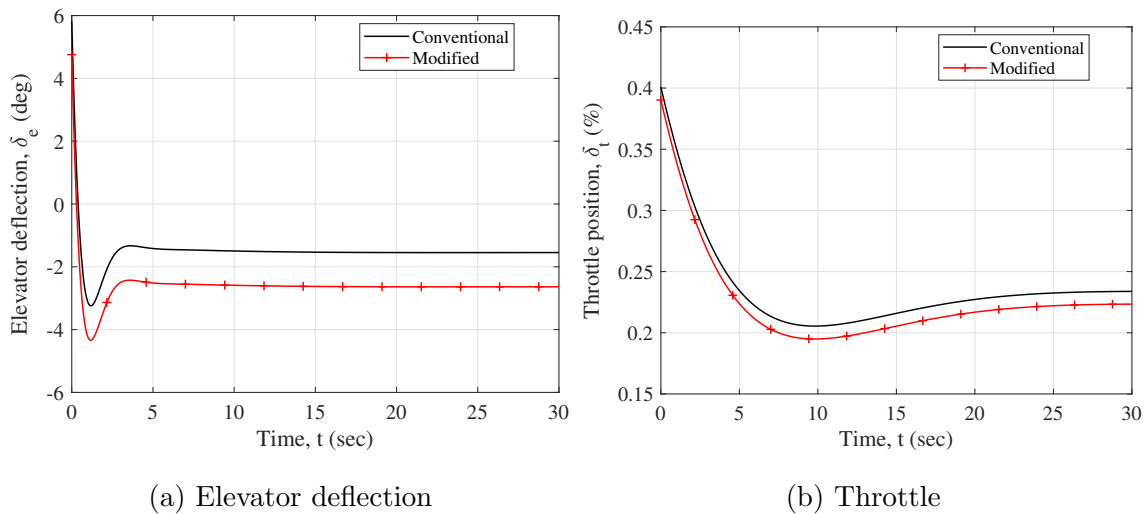 Conventional
Modified
Elevator deflection, δ_e (deg)
6
4
2
0
-2
-4
-6
0 5 10 15 20 25 30
Time, t (sec)
(a) Elevator deflection
Conventional
Modified
Throttle position, δ_t (%)
0.45
0.4
0.35
0.3
0.25
0.2
0.15
0 5 10 15 20 25 30
Time, t (sec)
(b) Throttle